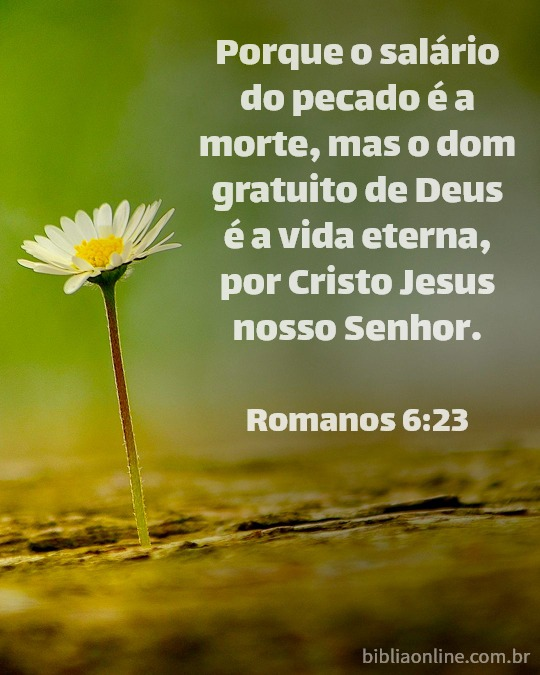 Porque o salário
do pecado é a
morte, mas o dom
gratuito de Deus
é a vida eterna,
por Cristo Jesus
nosso Senhor.
Romanos 6:23
bibliaonline.com.br